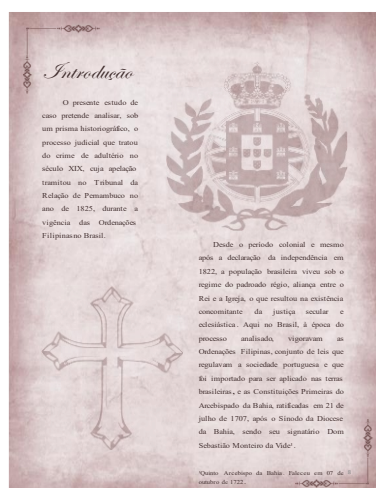 Introdução
O presente estudo de
caso pretende analisar, sob
um prisma historiográfico, o
processo judicial que tratou
do crime de adultério no
século XIX, cuja apelação
tramitou no Tribunal da
Relação de Pernambuco no
ano de 1825, durante a
vigência das Ordenações
Filipinas no Brasil.
Desde o período colonial e mesmo
após a declaração da independência em
1822, a população brasileira viveu sob o
regime do padroado régio, aliança entre o
Rei e a Igreja, o que resultou na existência
concomitante da justiça secular e
eclesiástica. Aqui no Brasil, à época do
processo analisado, vigoravam as
Ordenações Filipinas, conjunto de leis que
regulavam a sociedade portuguesa e que
foi importado para ser aplicado nas terras
brasileiras, e as Constituições Primeiras do
Arcebispado da Bahia, ratificadas em 21 de
julho de 1707, após o Sínodo da Diocese
da Bahia, sendo seu signatário Dom
Sebastião Monteiro da Vide¹.
¹Quinto Arcebispo da Bahia. Faleceu em 07 de
outubro de 1722.